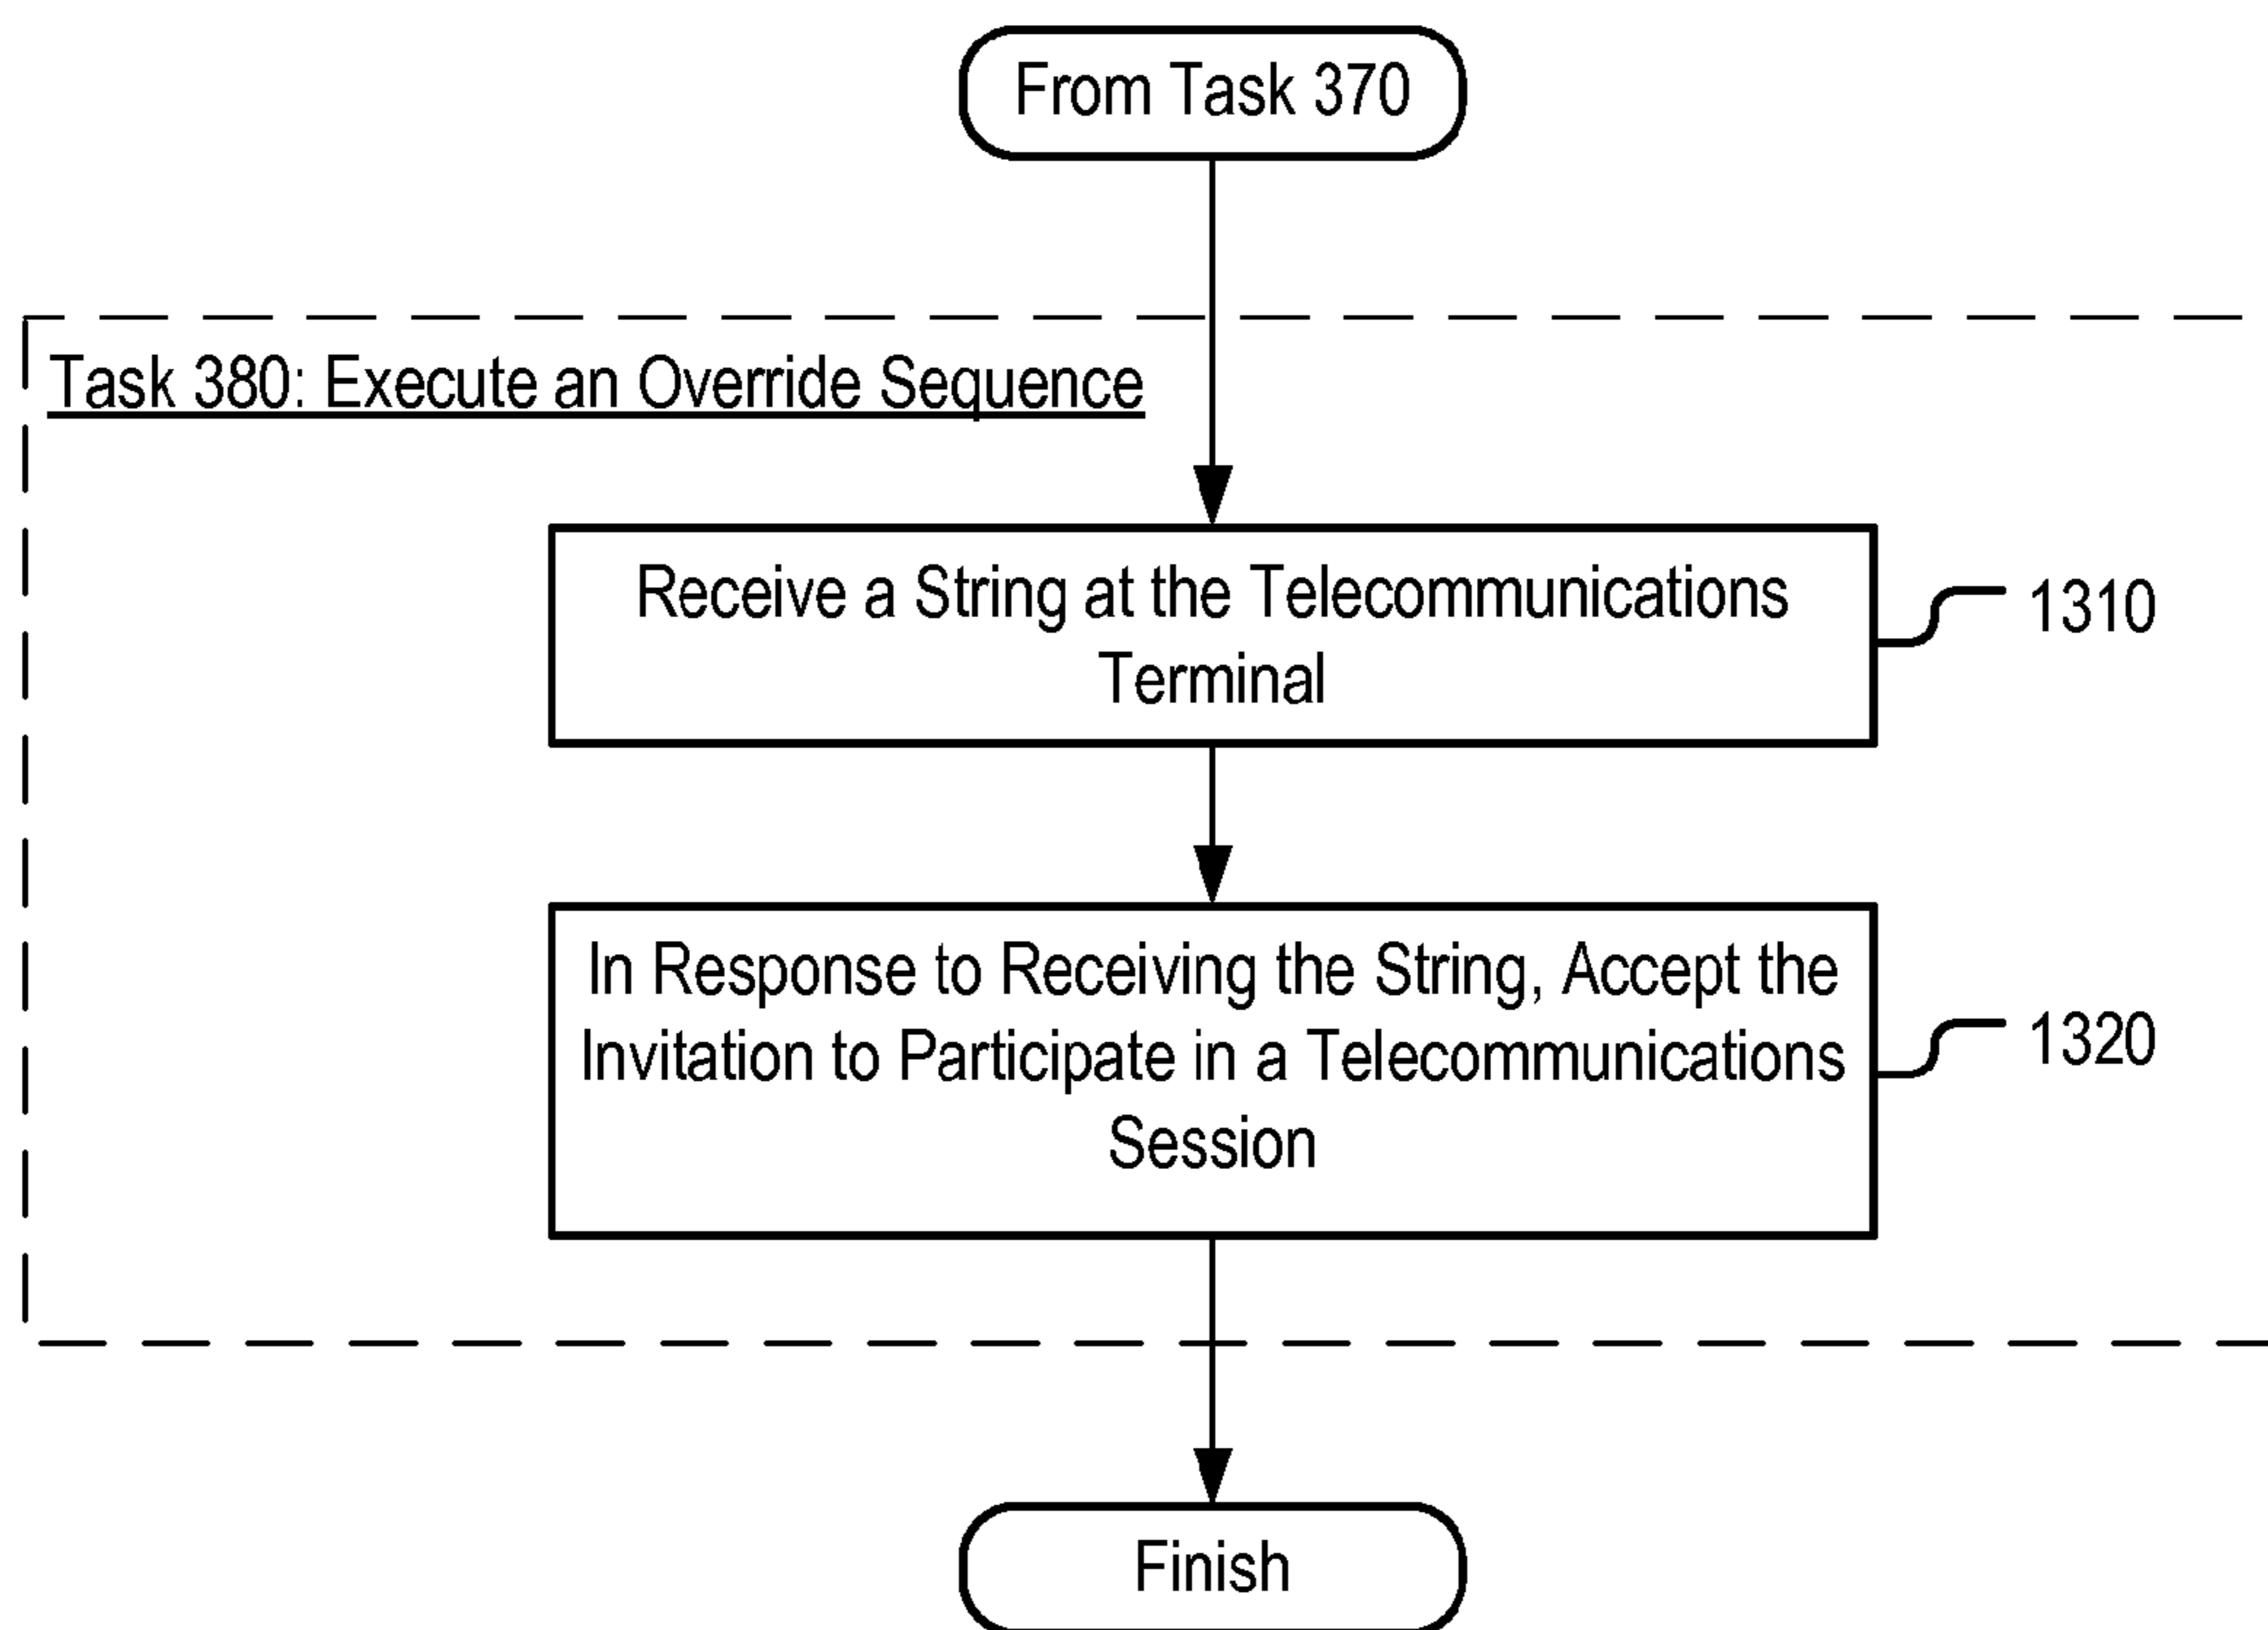 From Task 370
Task 380: Execute an Override Sequence
Receive a String at the Telecommunications
Terminal
1310
In Response to Receiving the String, Accept the
Invitation to Participate in a Telecommunications
Session
1320
Finish